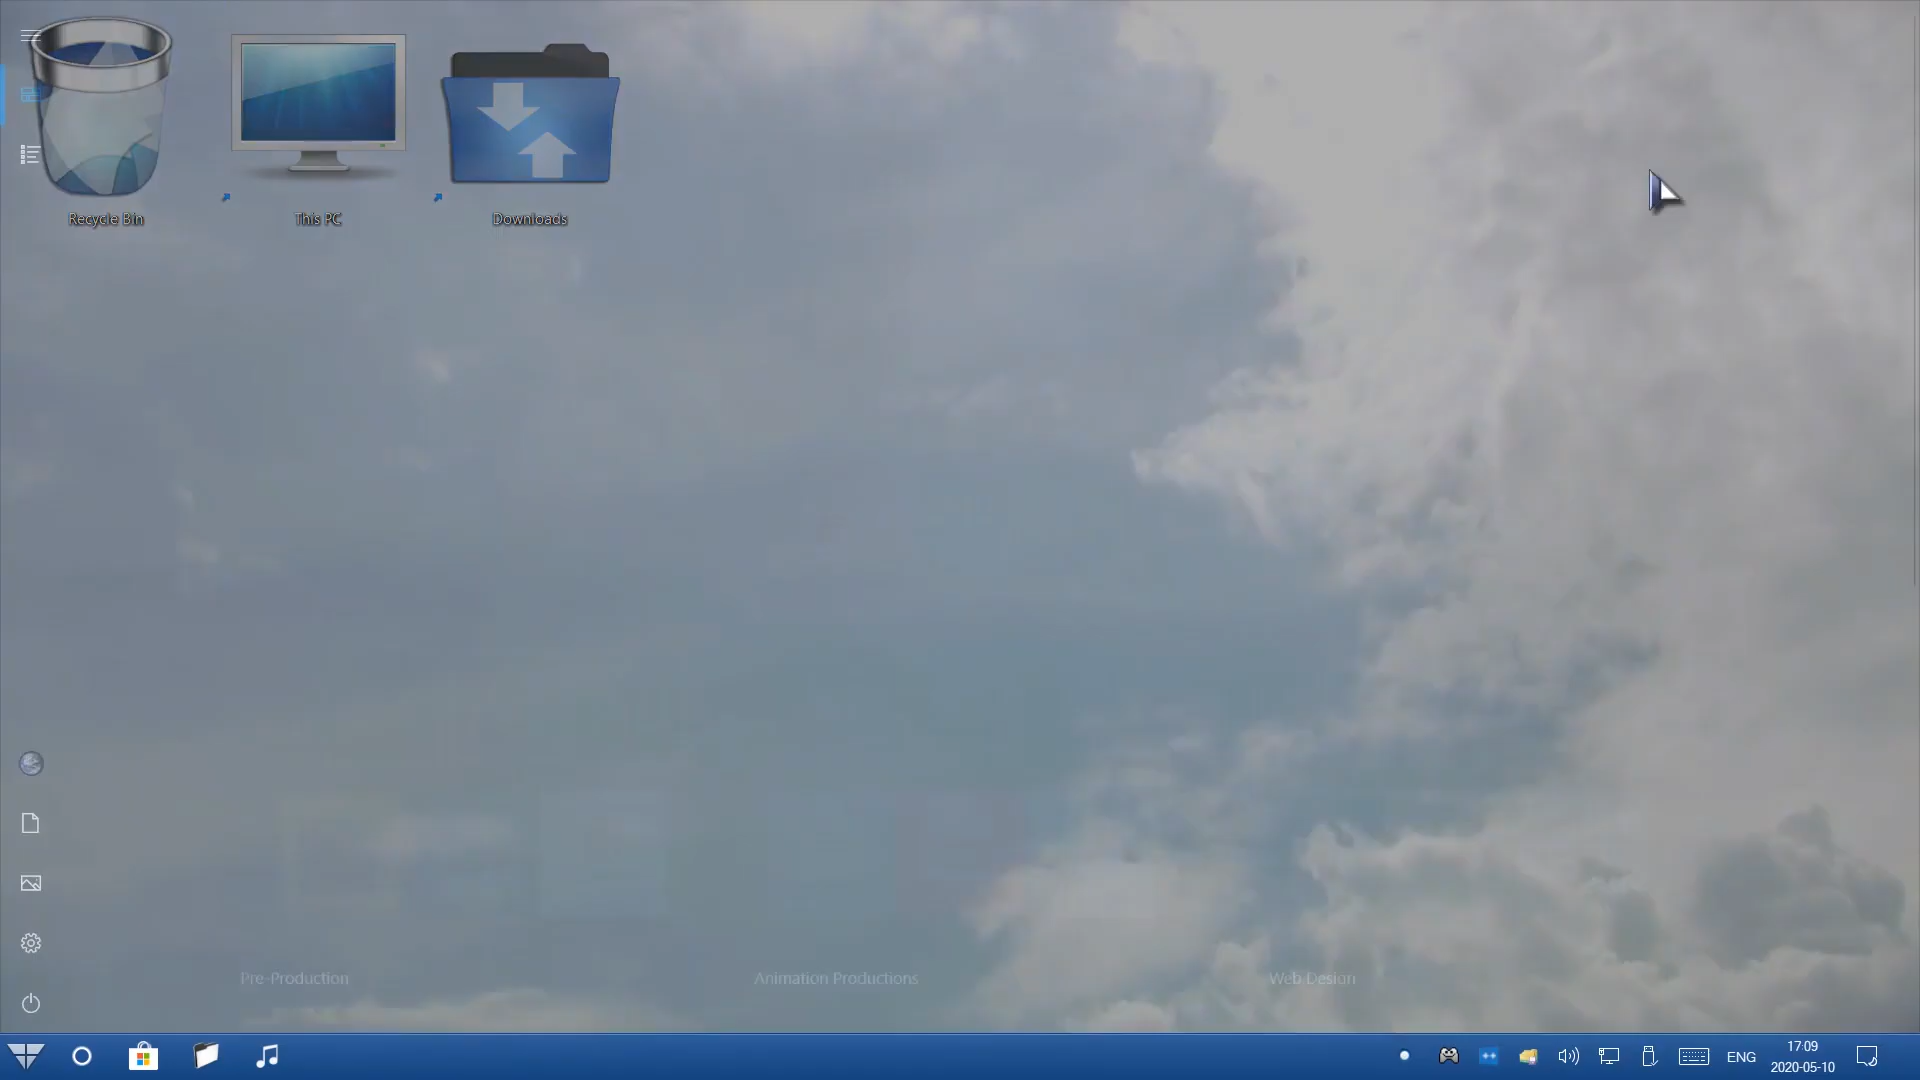 Recycle Bin
This PC
Downloads
Pre-Production
Animation Productions
Web Design
ENG
17:09
2020-05-10